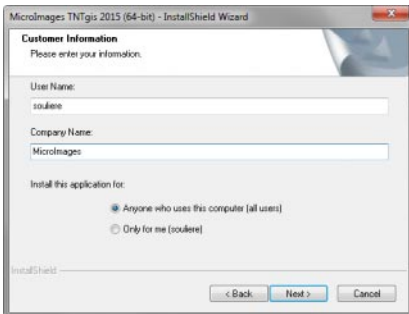 MicroImages TNTgis 2015 (64-bit) - InstallShield Wizard
Customer Information
Please enter your information.
User Name:
souliere
Company Name:
MicroImages
Install this application for:
Anyone who uses this computer (all users)
Only for me (souliere)
InstallShield
< Back Next > Cancel